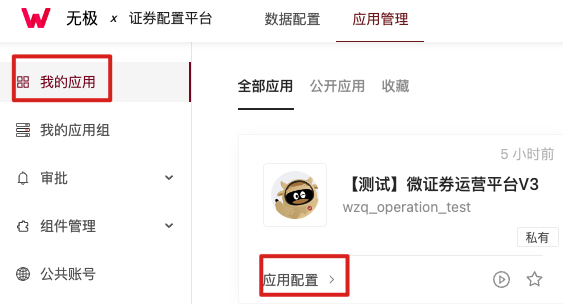 无极 x 证券配置平台
数据配置
应用管理
我的应用
我的应用组
审批
组件管理
公共账号
全部应用
公开应用
收藏
5 小时前
【测试】微证券运营平台V3
wzq_operation_test
私有
应用配置